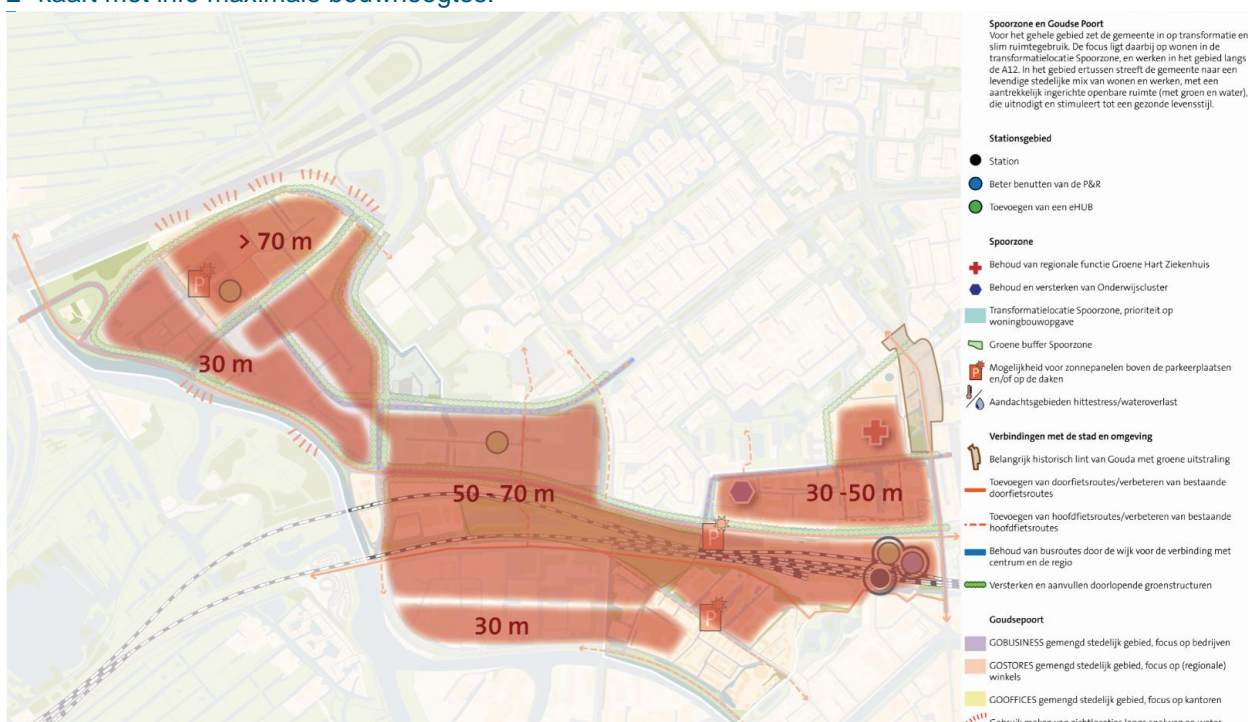 kaart met info maximale bouwhoogtes.
> 70 m
P
30 m
50 - 70 m
30 -50 m
P
P
30 m
Spoorzone en Goudse Poort
Voor het gehele gebied zet de gemeente in op transformatie en
slim ruimtegebruik. De focus ligt daarbij op wonen in de
transformatielocatie Spoorzone, en werken in het gebied langs
de A12. In het gebied ertussen streeft de gemeente naar een
levendige stedelijke mix van wonen en werken, met een
aantrekkelijk ingerichte openbare ruimte (met groen en water),
die uitnodigt en stimuleert tot een gezonde levensstijl.
Stationsgebied
Station
Beter benutten van de P&R
Toevoegen van een eHUB
Spoorzone
Behoud van regionale functie Groene Hart Ziekenhuis
Behoud en versterken van Onderwijscluster
Transformatielocatie Spoorzone, prioriteit op
woningbouwopgave
Groene buffer Spoorzone
P
Mogelijkheid voor zonnepanelen boven de parkeerplaatsen
en/of op de daken
Aandachtsgebieden hittestress/wateroverlast
Verbindingen met de stad en omgeving
Belangrijk historisch lint van Gouda met groene uitstraling
Toevoegen van doorfietsroutes/verbeteren van bestaande
doorfietsroutes
Toevoegen van hoofdfietsroutes/verbeteren van bestaande
hoofdfietsroutes
Behoud van busroutes door de wijk voor de verbinding met
centrum en de regio
Versterken en aanvullen doorlopende groenstructuren
Goudsepoort
GOBUSINESS gemengd stedelijk gebied, focus op bedrijven
GOSTORES gemengd stedelijk gebied, focus op (regionale)
winkels
GOOFFICES gemengd stedelijk gebied, focus op kantoren